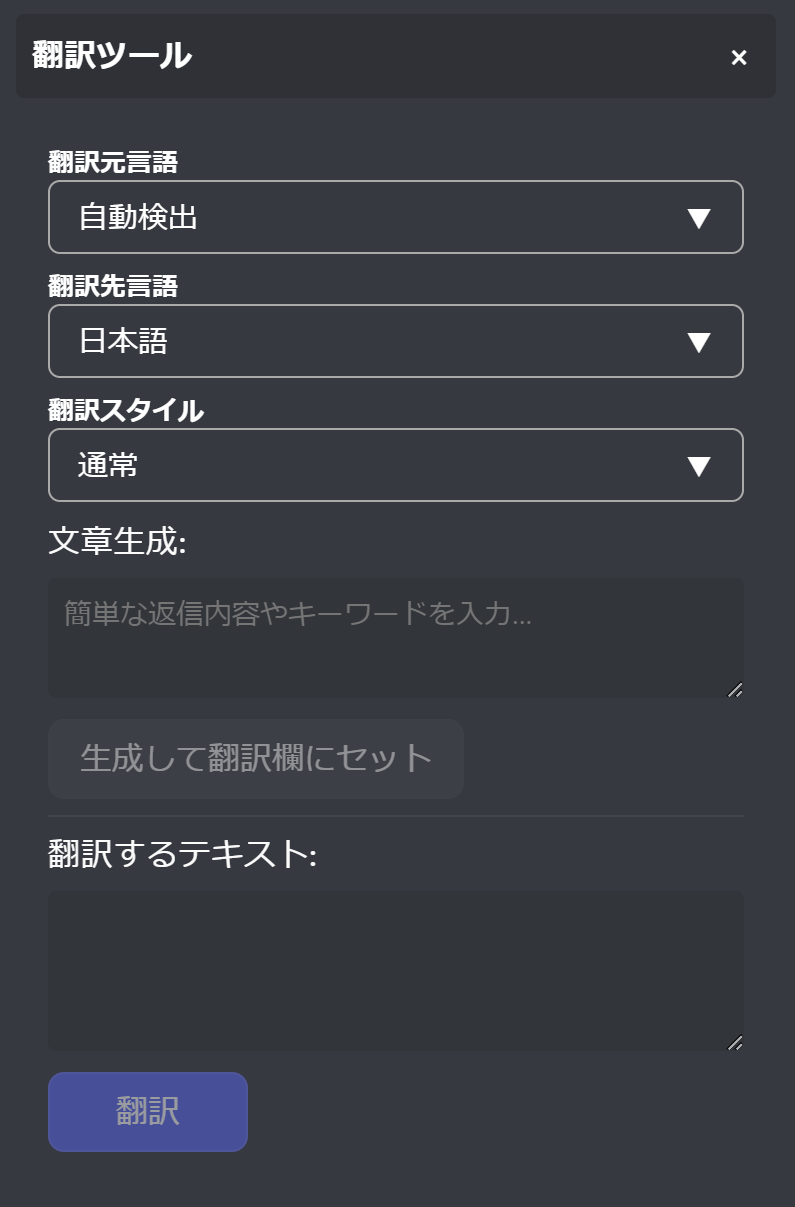 翻訳ツール ×
翻訳元言語
自動検出 ▼
翻訳先言語
日本語 ▼
翻訳スタイル
通常 ▼
文章生成:
簡単な返信内容やキーワードを入力...
生成して翻訳欄にセット
翻訳するテキスト:
翻訳